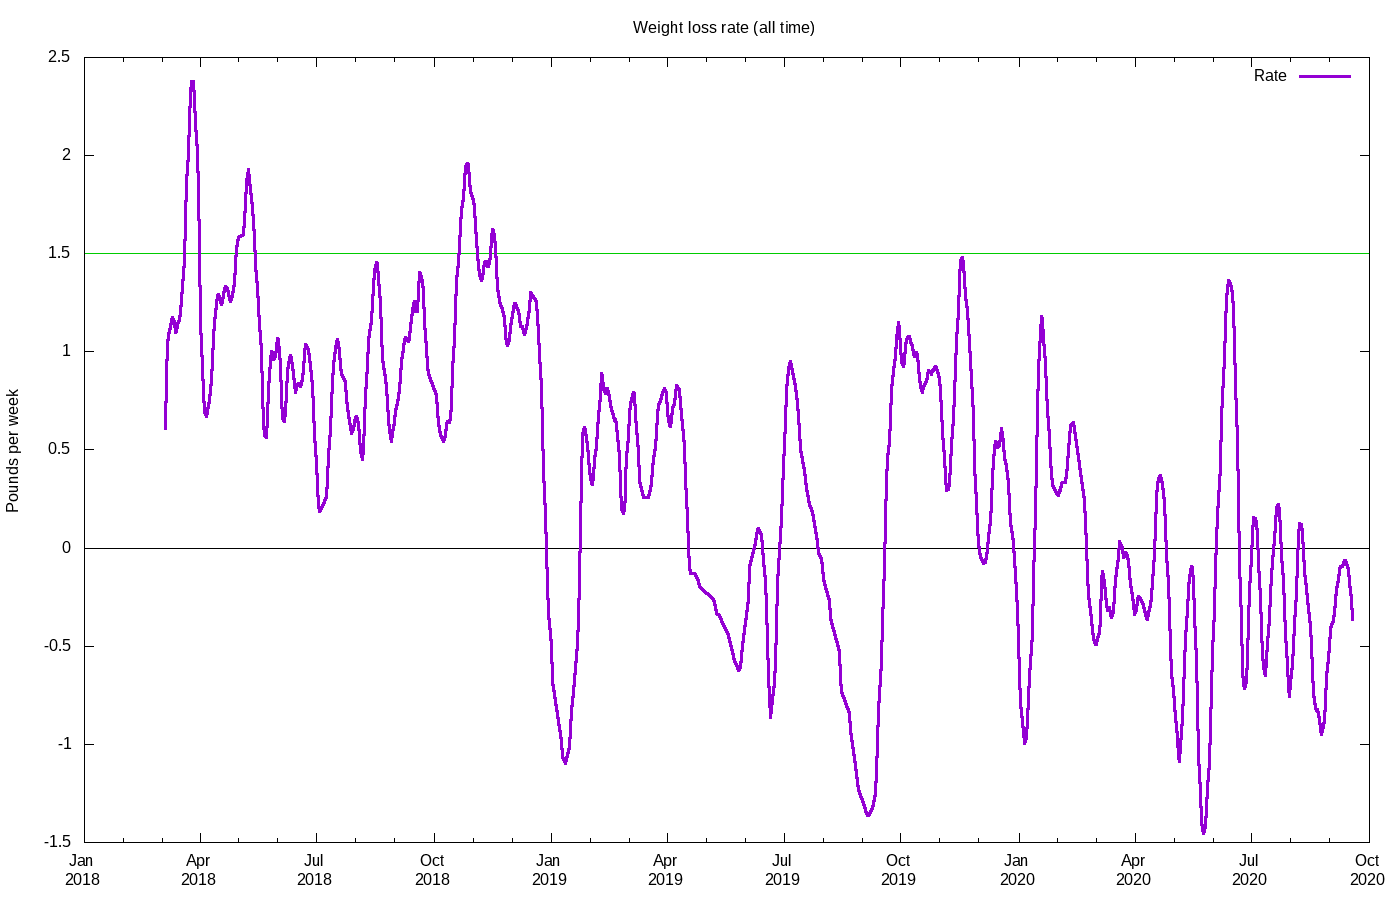 Weight loss rate (all time)
Rate
Pounds per week
2.5
2
1.5
1
0.5
0
-0.5
-1
-1.5
Jan Apr Jul Oct Jan Apr Jul Oct Jan Apr Jul Oct
2018 2018 2018 2018 2019 2019 2019 2019 2020 2020 2020 2020